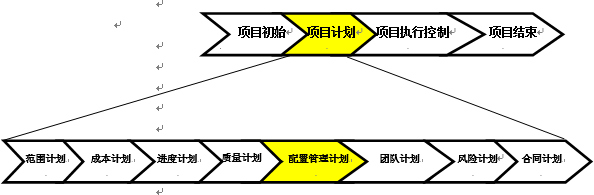 项目初始
项目计划
项目执行控制
项目结束
范围计划
成本计划
进度计划
质量计划
配置管理计划
团队计划
风险计划
合同计划